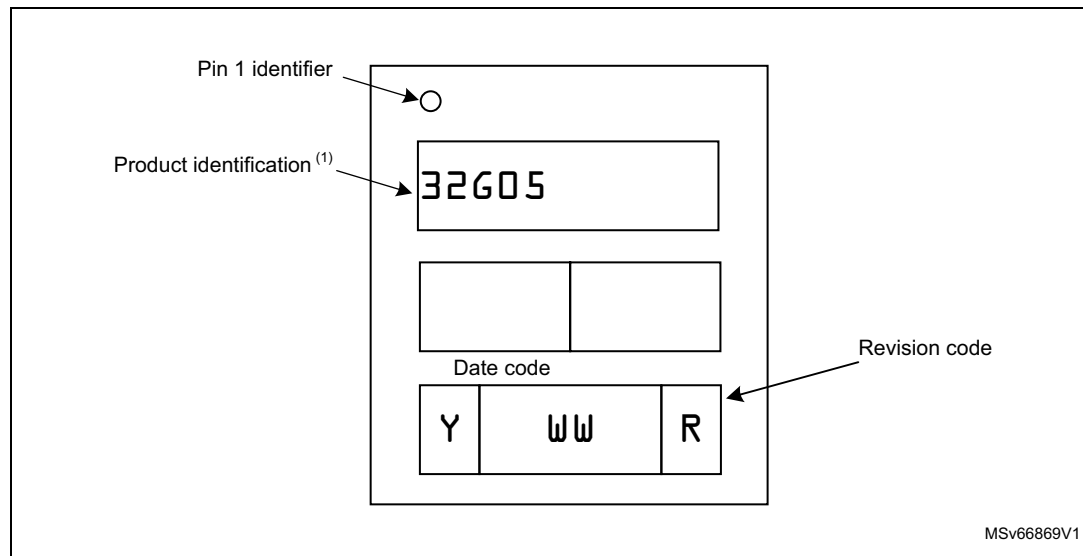 Pin 1 identifier
Product identification (1)
32G05
Revision code
Date code
Y WW R
MSv66869V1